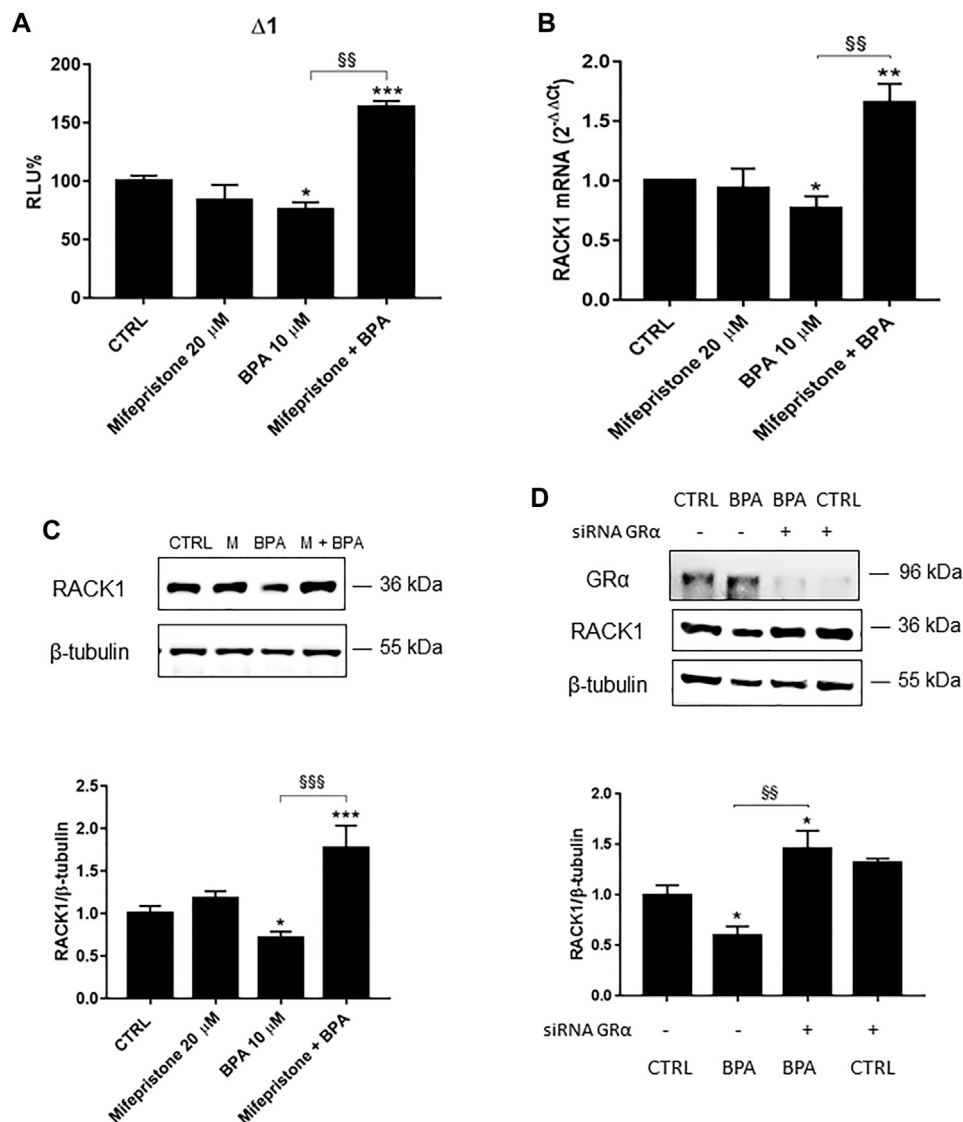 A
Δ1
RLU%
200
150
100
50
0
§§
***
*
CTRL
Mifepristone 20 μM
BPA 10 μM
Mifepristone + BPA
B
RACK1 mRNA (2^-ΔΔCt)
2.0
1.5
1.0
0.5
0.0
§§
**
*
CTRL
Mifepristone 20 μM
BPA 10 μM
Mifepristone + BPA
C
CTRL M BPA M + BPA
RACK1 — 36 kDa
β-tubulin — 55 kDa
RACK1/β-tubulin
2.5
2.0
1.5
1.0
0.5
0.0
§§§
***
*
CTRL
Mifepristone 20 μM
BPA 10 μM
Mifepristone + BPA
D
CTRL BPA BPA CTRL
siRNA GRα - - + +
GRα — 96 kDa
RACK1 — 36 kDa
β-tubulin — 55 kDa
RACK1/β-tubulin
2.0
1.5
1.0
0.5
0.0
§§
*
*
siRNA GRα - - + +
CTRL BPA BPA CTRL